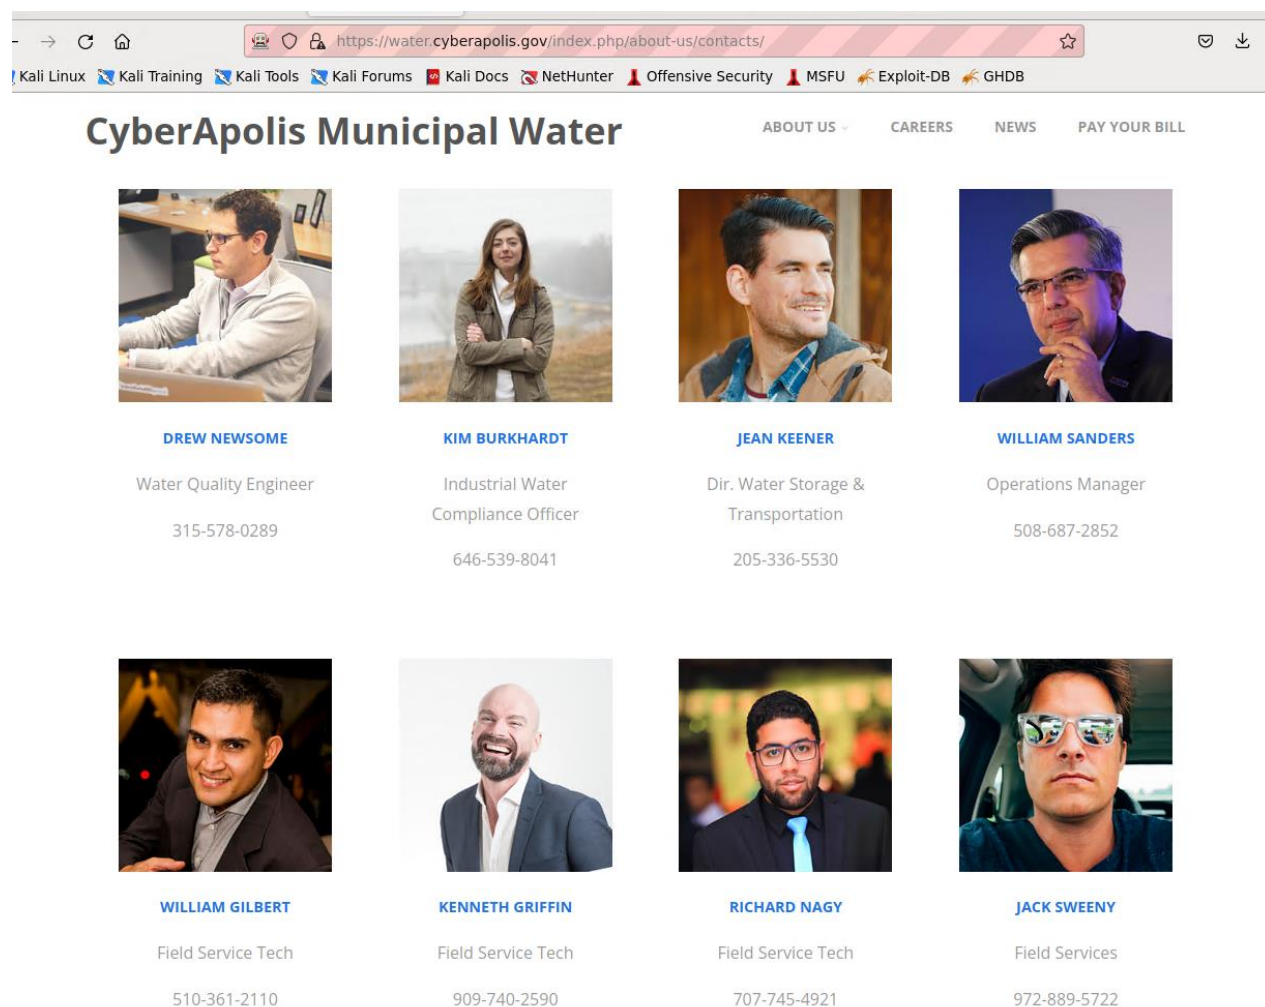 https://water.cyberapolis.gov/index.php/about-us/contacts/
Kali Linux Kali Training Kali Tools Kali Forums Kali Docs NetHunter Offensive Security MSFU Exploit-DB GHDB
CyberApolis Municipal Water
ABOUT US CAREERS NEWS PAY YOUR BILL
DREW NEWSOME
Water Quality Engineer
315-578-0289
KIM BURKHARDT
Industrial Water
Compliance Officer
646-539-8041
JEAN KEENER
Dir. Water Storage &
Transportation
205-336-5530
WILLIAM SANDERS
Operations Manager
508-687-2852
WILLIAM GILBERT
Field Service Tech
510-361-2110
KENNETH GRIFFIN
Field Service Tech
909-740-2590
RICHARD NAGY
Field Service Tech
707-745-4921
JACK SWEENY
Field Services
972-889-5722